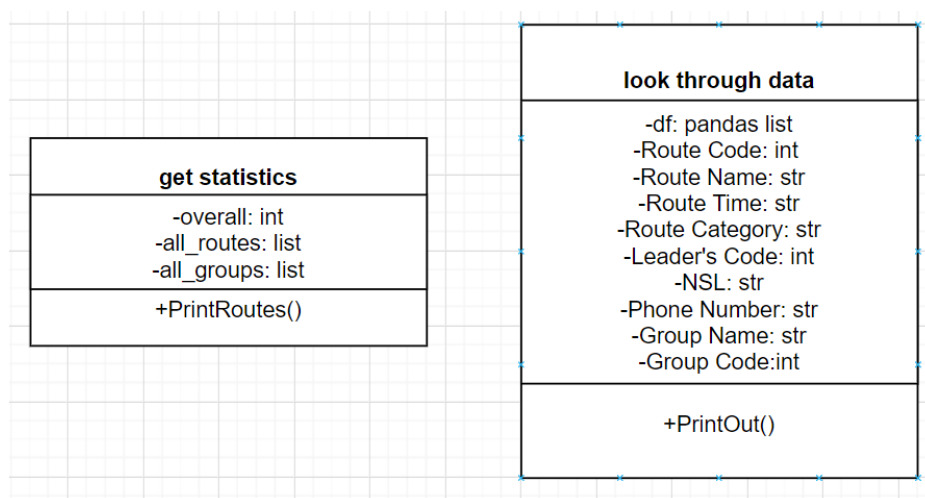 get statistics
-overall: int
-all_routes: list
-all_groups: list
+PrintRoutes()
look through data
-df: pandas list
-Route Code: int
-Route Name: str
-Route Time: str
-Route Category: str
-Leader's Code: int
-NSL: str
-Phone Number: str
-Group Name: str
-Group Code:int
+PrintOut()